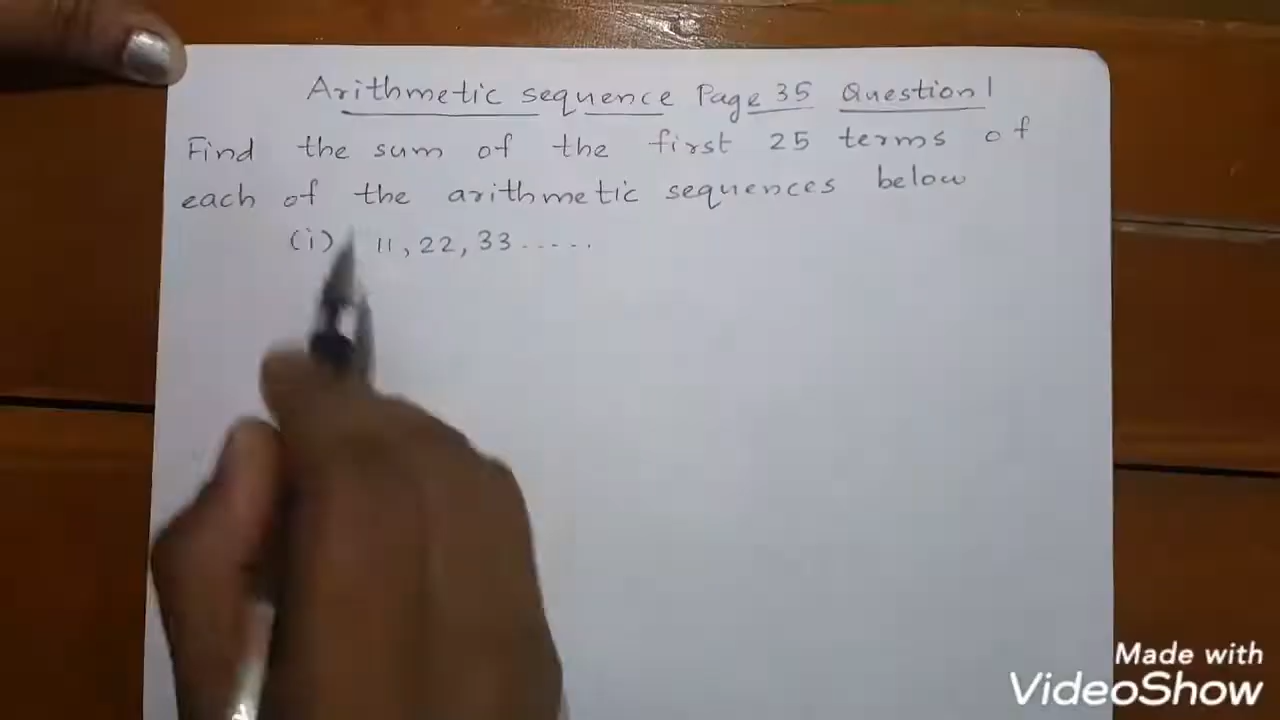 Arithmetic sequence Page 35 Question 1
Find the sum of the first 25 terms of
each of the arithmetic sequences below
(i) 11, 22, 33 .....
Made with
VideoShow